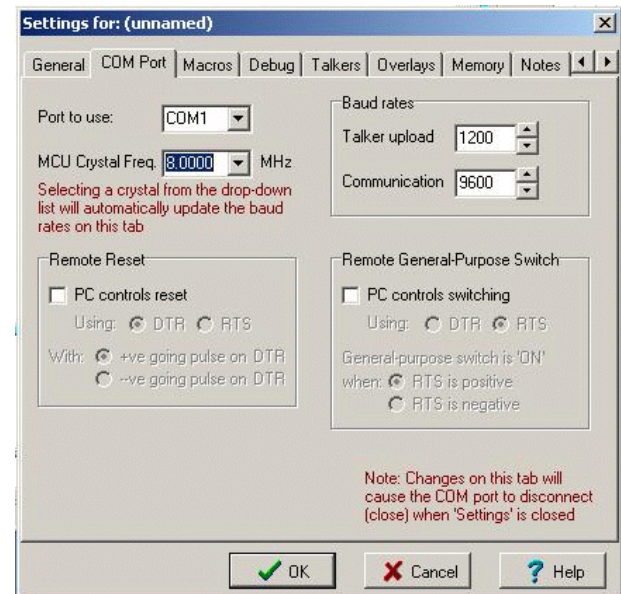 Settings for: (unnamed)
General COM Port Macros Debug Talkers Overlays Memory Notes
Port to use: COM1
MCU Crystal Freq. 8.0000 MHz
Selecting a crystal from the drop-down
list will automatically update the baud
rates on this tab
Baud rates
Talker upload 1200
Communication 9600
Remote Reset
PC controls reset
Using: DTR RTS
With: +ve going pulse on DTR
--ve going pulse on DTR
Remote General-Purpose Switch
PC controls switching
Using: DTR RTS
General-purpose switch is 'ON'
when: RTS is positive
RTS is negative
Note: Changes on this tab will
cause the COM port to disconnect
(close) when 'Settings' is closed
OK Cancel ? Help